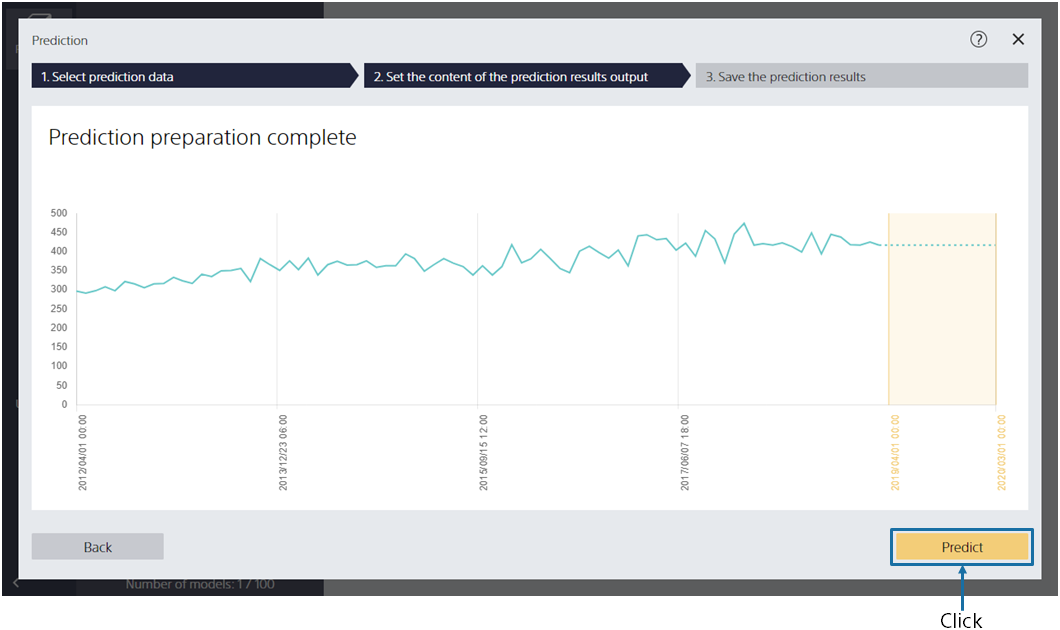 Prediction
?
1. Select prediction data
2. Set the content of the prediction results output
3. Save the prediction results
Prediction preparation complete
500
450
400
350
300
250
200
150
100
50
0
2012/04/01 00:00
2013/12/23 06:00
2015/09/15 12:00
2017/06/07 18:00
2019/04/01 00:00
2020/03/01 00:00
Back
Predict
Number of models: 1 / 100
Click